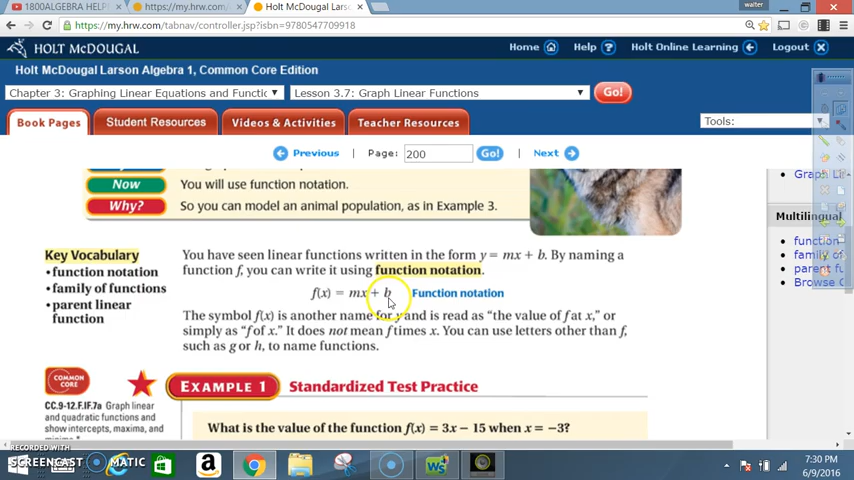 1800ALGEBRA HELP
https://my.hrw.com/tabnav/
Holt McDougal Lars
walter
https://my.hrw.com/tabnav/controller.jsp?isbn=9780547709918
HOLT McDOUGAL
Home
Help
Holt Online Learning
Logout
Holt McDougal Larson Algebra 1, Common Core Edition
Chapter 3: Graphing Linear Equations and Functic
Lesson 3.7: Graph Linear Functions
Go!
Book Pages
Student Resources
Videos & Activities
Teacher Resources
Tools:
Previous | Page: 200 Go! | Next
Now You will use function notation.
Why? So you can model an animal population, as in Example 3.
Key Vocabulary
• function notation
• family of functions
• parent linear
function
You have seen linear functions written in the form y = mx + b. By naming a
function f, you can write it using function notation.
f(x) = mx + b Function notation
The symbol f(x) is another name for y and is read as “the value of f at x,” or
simply as “f of x.” It does not mean f times x. You can use letters other than f,
such as g or h, to name functions.
COMMON
CORE
CC.9-12.F.IF.7a Graph linear
and quadratic functions and
show intercepts, maxima, and
EXAMPLE 1 Standardized Test Practice
What is the value of the function f(x) = 3x − 15 when x = −3?
Graph Li
Multilingual
• function
• family o
• parent fu
• Browse
RECORDED WITH
SCREENCAST MATIC
7:30 PM
6/9/2016